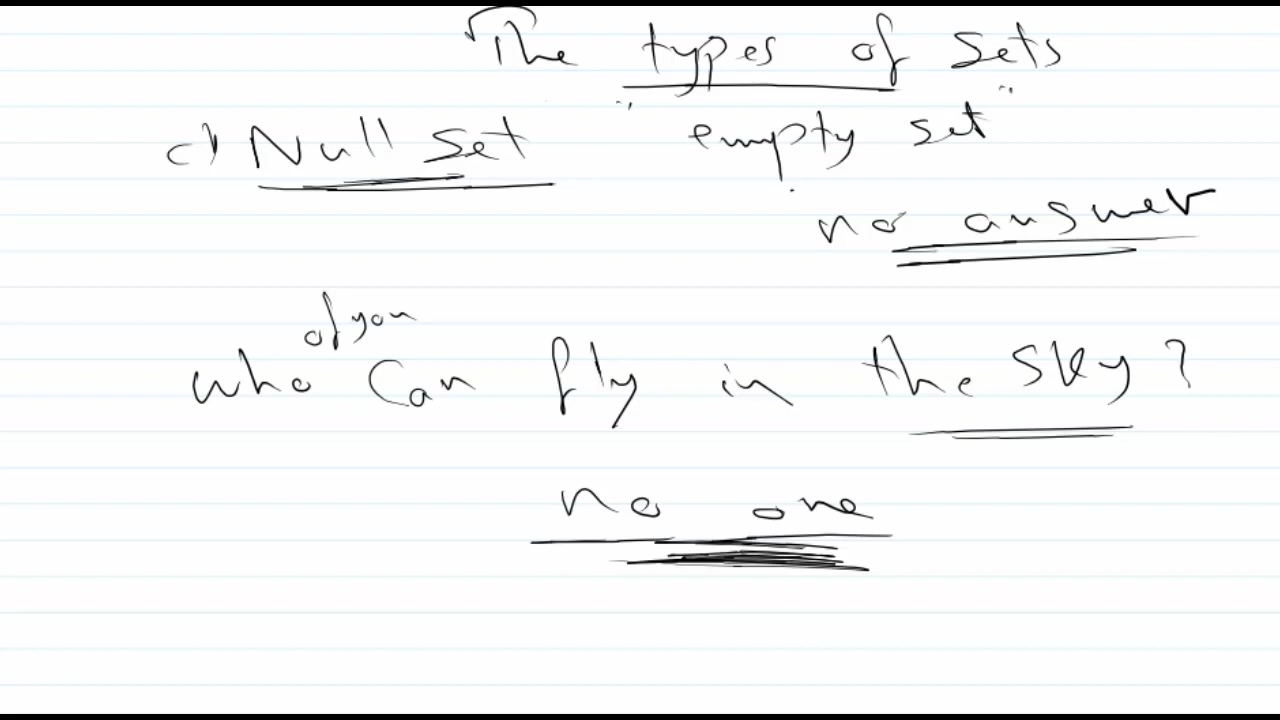 The types of sets
c) Null set "empty set"
no answer
of you
who can fly in the sky?
no one